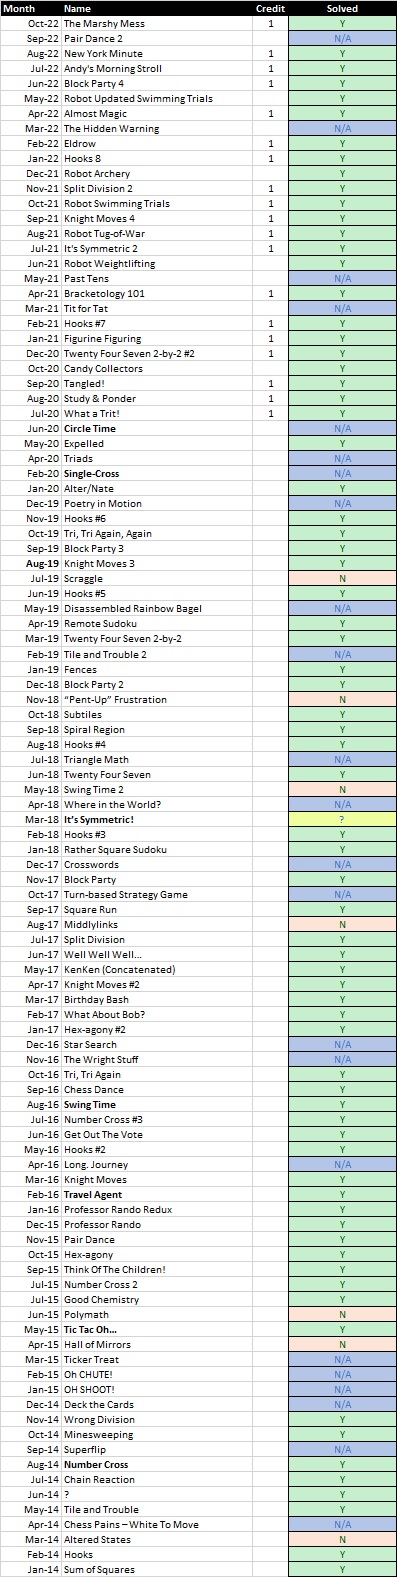 Month Name Credit Solved
Oct-22 The Marshy Mess 1 Y
Sep-22 Pair Dance 2 N/A
Aug-22 New York Minute 1 Y
Jul-22 Andy's Morning Stroll 1 Y
Jun-22 Block Party 4 1 Y
May-22 Robot Updated Swimming Trials Y
Apr-22 Almost Magic 1 Y
Mar-22 The Hidden Warning N/A
Feb-22 Eldrow 1 Y
Jan-22 Hooks 8 1 Y
Dec-21 Robot Archery Y
Nov-21 Split Division 2 1 Y
Oct-21 Robot Swimming Trials 1 Y
Sep-21 Knight Moves 4 1 Y
Aug-21 Robot Tug-of-War 1 Y
Jul-21 It's Symmetric 2 1 Y
Jun-21 Robot Weightlifting Y
May-21 Past Tens N/A
Apr-21 Bracketology 101 1 Y
Mar-21 Tit for Tat N/A
Feb-21 Hooks #7 1 Y
Jan-21 Figurine Figuring 1 Y
Dec-20 Twenty Four Seven 2-by-2 #2 1 Y
Oct-20 Candy Collectors Y
Sep-20 Tangled! 1 Y
Aug-20 Study & Ponder 1 Y
Jul-20 What a Trit! 1 Y
Jun-20 Circle Time N/A
May-20 Expelled Y
Apr-20 Triads N/A
Feb-20 Single-Cross N/A
Jan-20 Alter/Nate Y
Dec-19 Poetry in Motion N/A
Nov-19 Hooks #6 Y
Oct-19 Tri, Tri Again, Again Y
Sep-19 Block Party 3 Y
Aug-19 Knight Moves 3 Y
Jul-19 Scraggle N
Jun-19 Hooks #5 Y
May-19 Disassembled Rainbow Bagel N/A
Apr-19 Remote Sudoku Y
Mar-19 Twenty Four Seven 2-by-2 Y
Feb-19 Tile and Trouble 2 N/A
Jan-19 Fences Y
Dec-18 Block Party 2 Y
Nov-18 “Pent-Up” Frustration N
Oct-18 Subtiles Y
Sep-18 Spiral Region Y
Aug-18 Hooks #4 Y
Jul-18 Triangle Math N/A
Jun-18 Twenty Four Seven Y
May-18 Swing Time 2 N
Apr-18 Where in the World? N/A
Mar-18 It’s Symmetric! ?
Feb-18 Hooks #3 Y
Jan-18 Rather Square Sudoku Y
Dec-17 Crosswords N/A
Nov-17 Block Party Y
Oct-17 Turn-based Strategy Game N/A
Sep-17 Square Run Y
Aug-17 Middlylinks N
Jul-17 Split Division Y
Jun-17 Well Well Well... Y
May-17 KenKen (Concatenated) Y
Apr-17 Knight Moves #2 Y
Mar-17 Birthday Bash Y
Feb-17 What About Bob? Y
Jan-17 Hex-agony #2 Y
Dec-16 Star Search N/A
Nov-16 The Wright Stuff N/A
Oct-16 Tri, Tri Again Y
Sep-16 Chess Dance Y
Aug-16 Swing Time Y
Jul-16 Number Cross #3 Y
Jun-16 Get Out The Vote Y
May-16 Hooks #2 Y
Apr-16 Long. Journey N/A
Mar-16 Knight Moves Y
Feb-16 Travel Agent Y
Jan-16 Professor Rando Redux Y
Dec-15 Professor Rando Y
Nov-15 Pair Dance Y
Oct-15 Hex-agony Y
Sep-15 Think Of The Children! Y
Jul-15 Number Cross 2 Y
Jul-15 Good Chemistry Y
Jun-15 Polymath N
May-15 Tic Tac Oh... Y
Apr-15 Hall of Mirrors N
Mar-15 Ticker Treat N/A
Feb-15 Oh CHUTE! N/A
Jan-15 OH SHOOT! N/A
Dec-14 Deck the Cards N/A
Nov-14 Wrong Division Y
Oct-14 Minesweeping Y
Sep-14 Superflip N/A
Aug-14 Number Cross Y
Jul-14 Chain Reaction Y
Jun-14 ? Y
May-14 Tile and Trouble Y
Apr-14 Chess Pains – White To Move N/A
Mar-14 Altered States N
Feb-14 Hooks Y
Jan-14 Sum of Squares Y